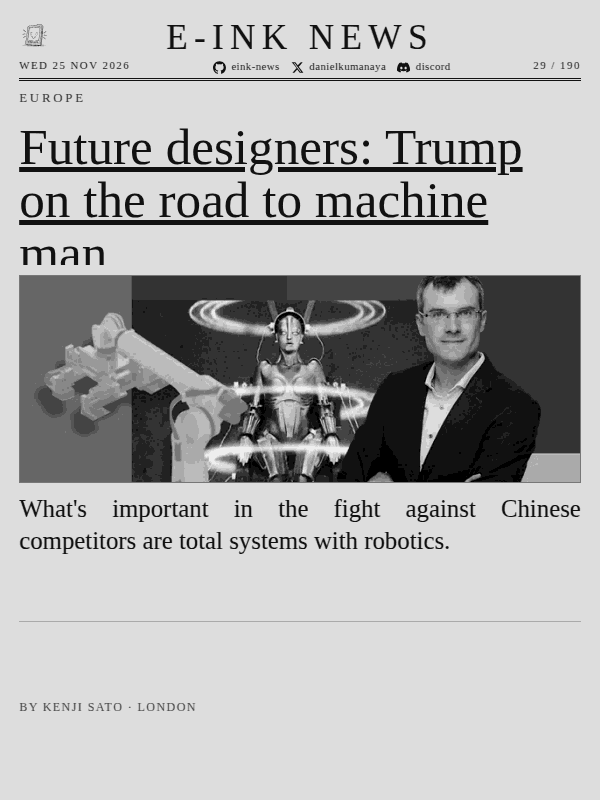 E-INK NEWS
WED 25 NOV 2026
eink-news danielkumanaya discord
29 / 190
EUROPE
Future designers: Trump
on the road to machine
man
What's important in the fight against Chinese
competitors are total systems with robotics.
BY KENJI SATO · LONDON